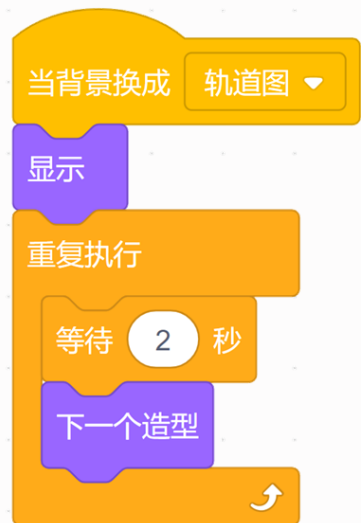 当背景换成 轨道图
显示
重复执行
等待 2 秒
下一个造型